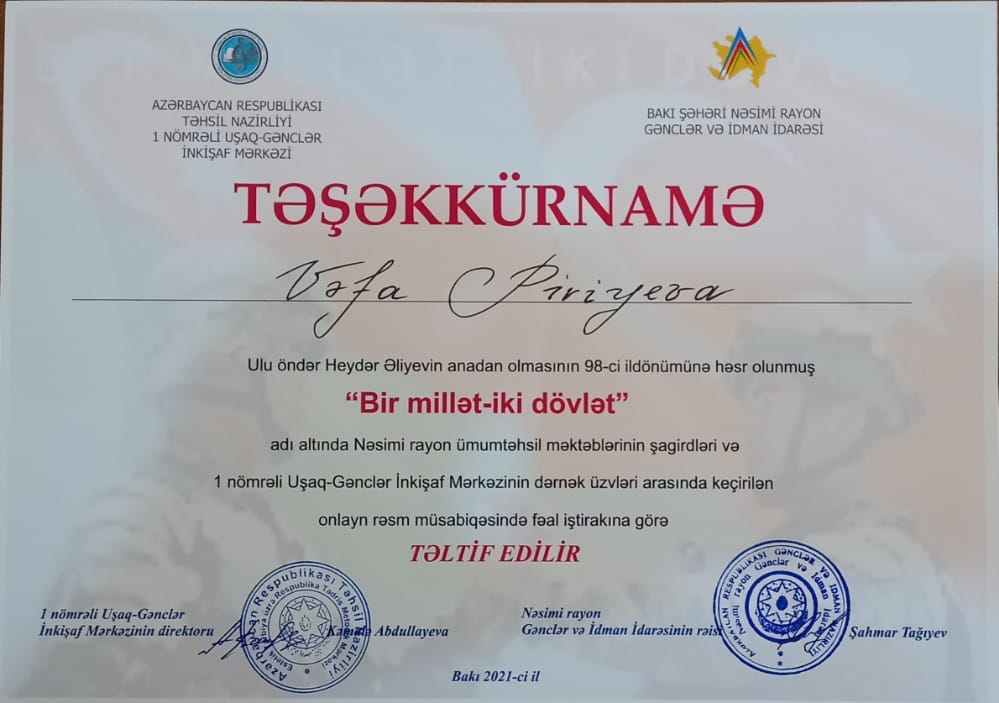 AZƏRBAYCAN RESPUBLİKASI
TƏHSİL NAZİRLİYİ
1 NÖMRƏLİ UŞAQ-GƏNCLƏR
İNKİŞAF MƏRKƏZİ
BAKI ŞƏHƏRİ NƏSİMİ RAYON
GƏNCLƏR VƏ İDMAN İDARƏSİ
TƏŞƏKKÜRNAMƏ
Vəfa Piriyeva
Ulu öndər Heydər Əliyevin anadan olmasının 98-ci ildönümünə həsr olunmuş
“Bir millət-iki dövlət”
adı altında Nəsimi rayon ümumtəhsil məktəblərinin şagirdləri və
1 nömrəli Uşaq-Gənclər İnkişaf Mərkəzinin dərnək üzvləri arasında keçirilən
onlayn rəsm müsabiqəsində fəal iştirakına görə
TƏLTİF EDİLİR
1 nömrəli Uşaq-Gənclər
İnkişaf Mərkəzinin direktoru
Abdullayeva
Azərbaycan Respublikası Təhsil Nazirliyi
Nəsimi rayon
Gənclər və İdman İdarəsinin rəisi
Şahmar Tağıyev
Bakı 2021-ci il